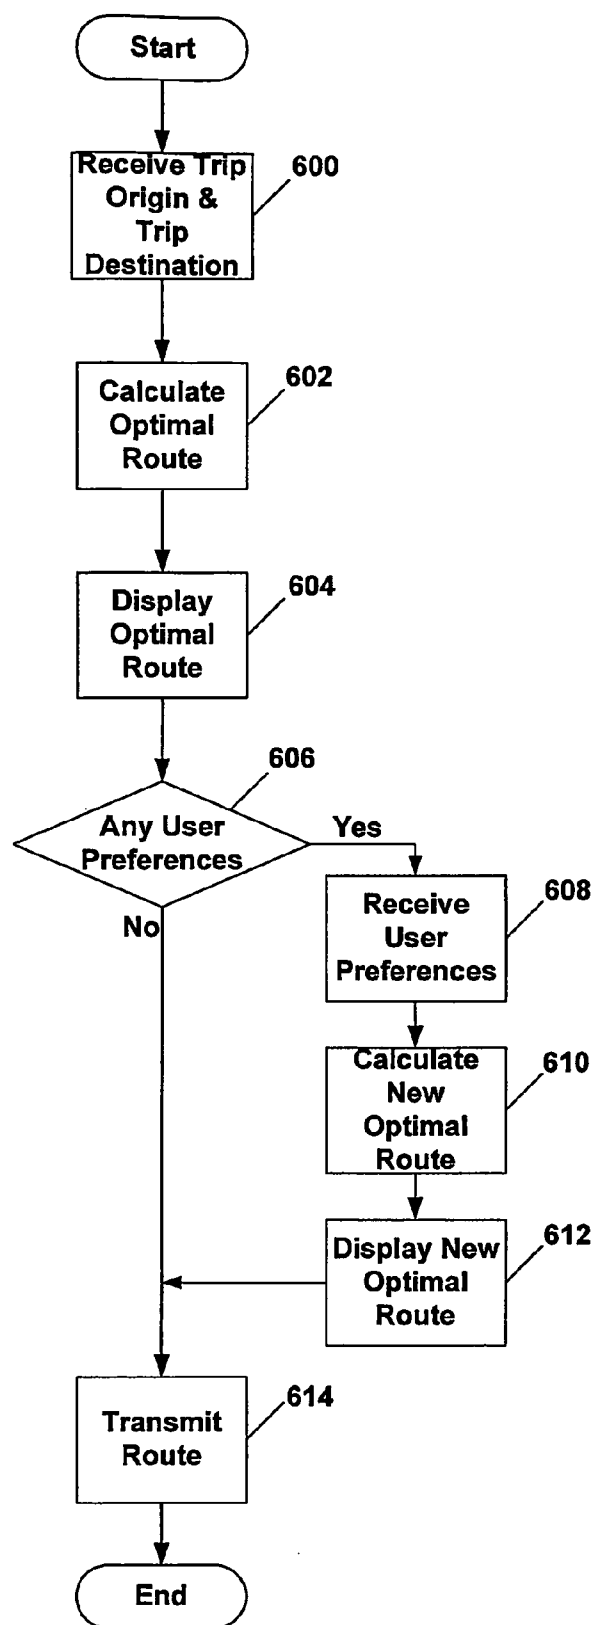 Start
Receive Trip
Origin &
Trip
Destination
600
Calculate
Optimal
Route
602
Display
Optimal
Route
604
606
Any User
Preferences
Yes
No
Receive
User
Preferences
608
Calculate
New
Optimal
Route
610
Display New
Optimal
Route
612
Transmit
Route
614
End